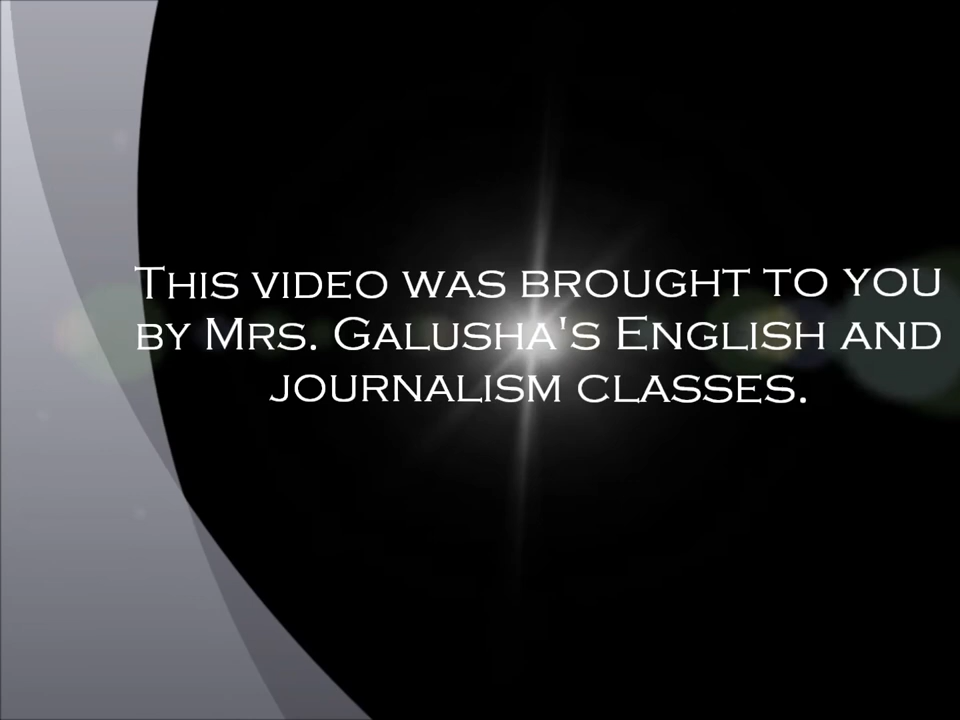 This video was brought to you
by Mrs. Galusha's English and
journalism classes.